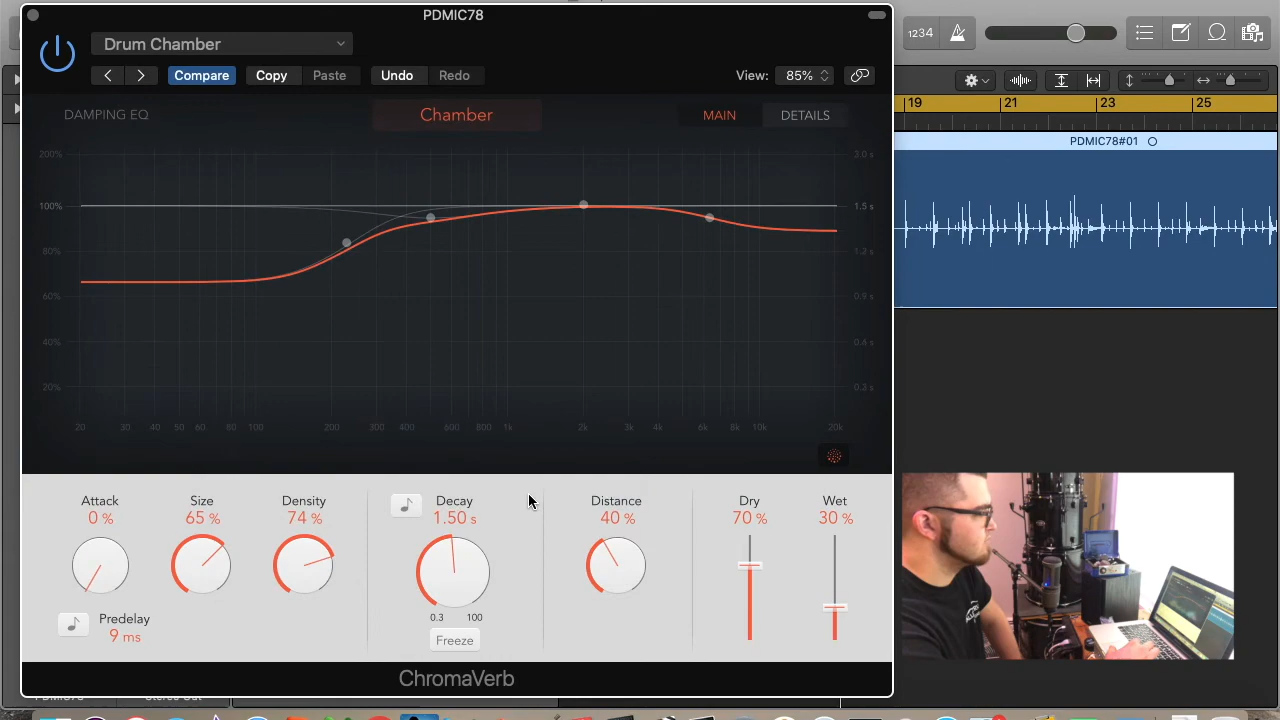 PDMIC78
Drum Chamber
Compare Copy Paste Undo Redo View: 85%
1234
19 21 23 25
DAMPING EQ Chamber MAIN DETAILS
PDMIC78#01
200% 3.0 s
100% 1.5 s
80% 1.2 s
60% 0.9 s
40% 0.6 s
20% 0.3 s
20 30 40 50 60 80 100 200 300 400 600 800 1k 2k 3k 4k 6k 8k 10k 20k
Attack Size Density Decay Distance Dry Wet
0 % 65 % 74 % 1.50 s 40 % 70 % 30 %
0.3 100
Predelay
9 ms
Freeze
ChromaVerb